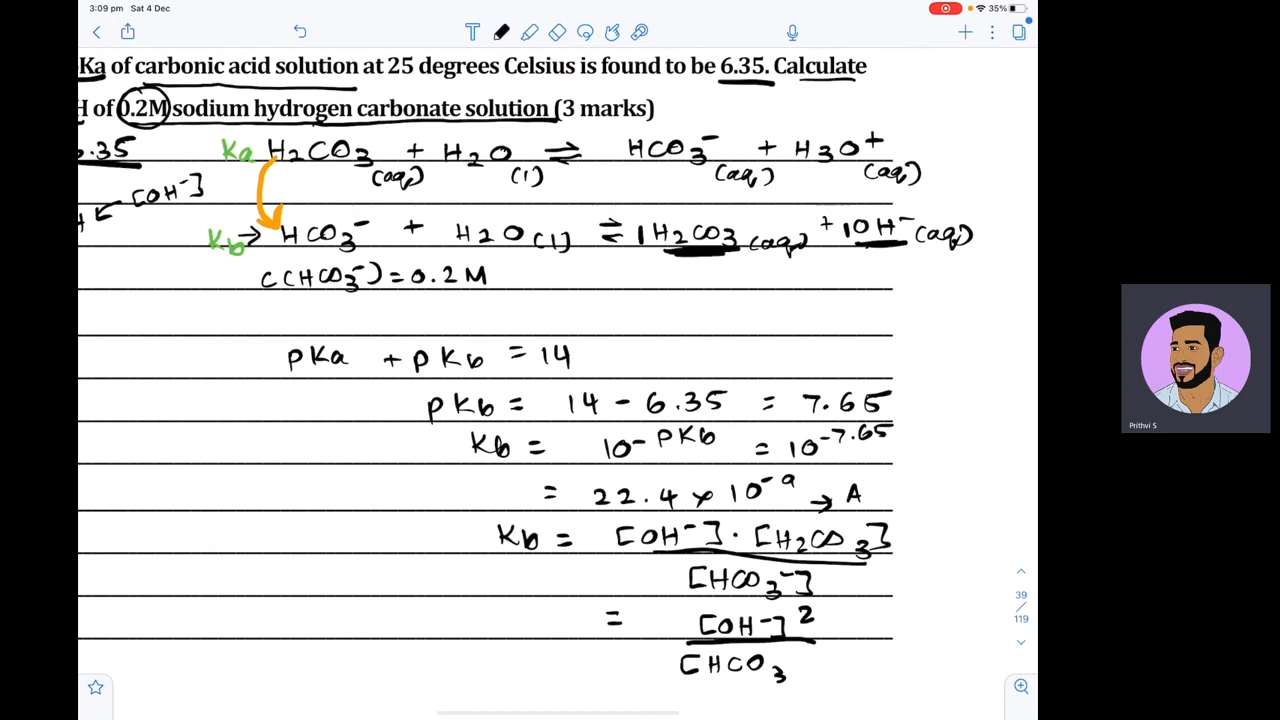 3:09 pm Sat 4 Dec
35%
Ka of carbonic acid solution at 25 degrees Celsius is found to be 6.35. Calculate
H of 0.2M sodium hydrogen carbonate solution (3 marks)
6.35 Ka H2CO3(aq) + H2O(l) ⇌ HCO3⁻(aq) + H3O+(aq)
← [OH⁻]
Kb → HCO3⁻ + H2O(l) ⇌ 1H2CO3(aq) + 1OH⁻(aq)
C(HCO3⁻) = 0.2M
pKa + pKb = 14
pKb = 14 - 6.35 = 7.65
Kb = 10^-pKb = 10^-7.65
= 22.4 × 10^-9 → A
Kb = [OH⁻] · [H2CO3]
[HCO3⁻]
= [OH⁻]²
[HCO3
39
/
119
Prithvi S